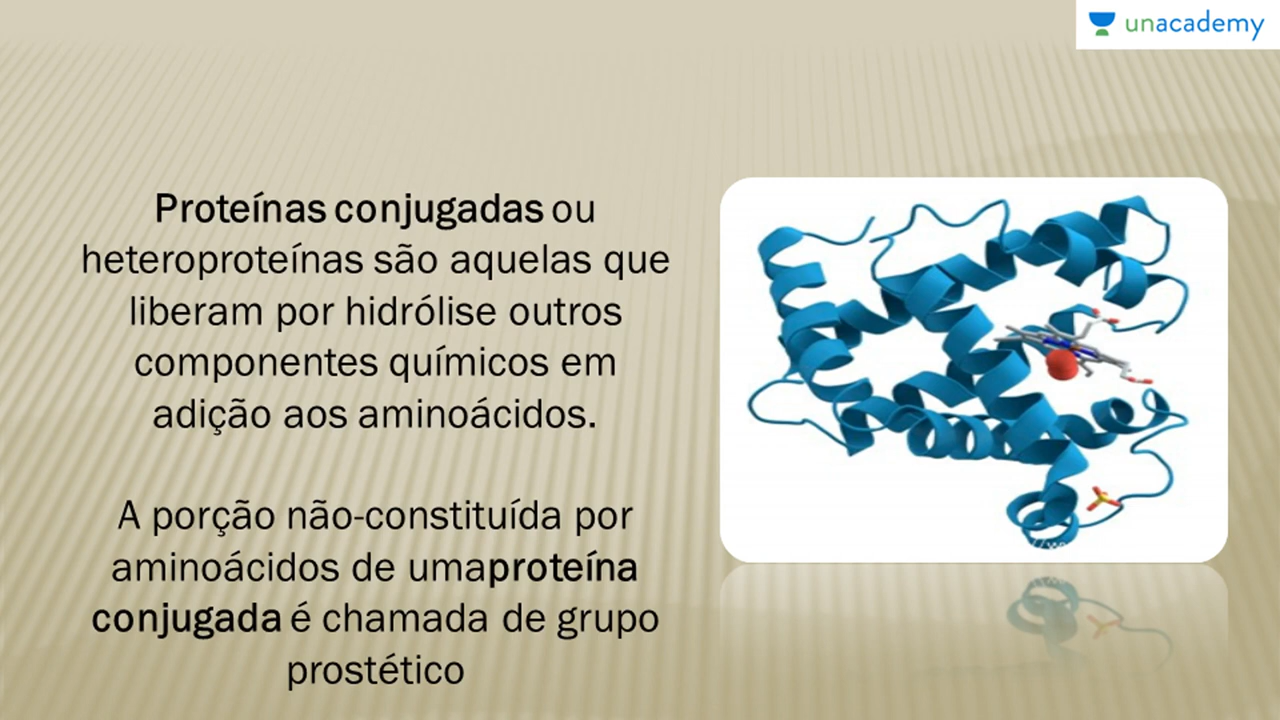 unacademy
Proteínas conjugadas ou
heteroproteínas são aquelas que
liberam por hidrólise outros
componentes químicos em
adição aos aminoácidos.
A porção não-constituída por
aminoácidos de umaproteína
conjugada é chamada de grupo
prostético